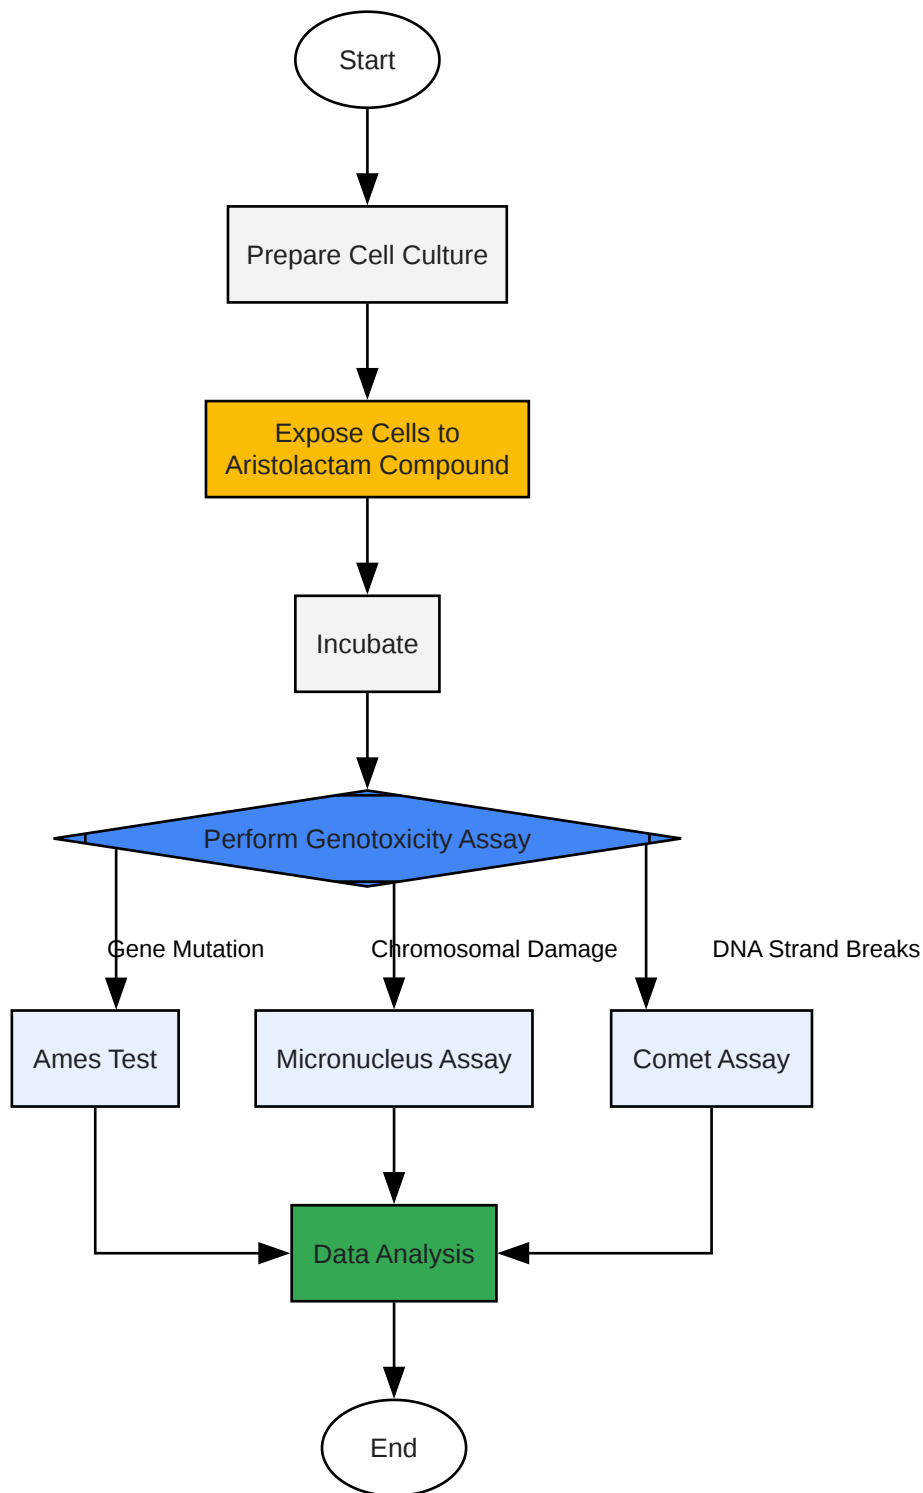 Start
Prepare Cell Culture
Expose Cells to
Aristolactam Compound
Incubate
Perform Genotoxicity Assay
Gene Mutation
Chromosomal Damage
DNA Strand Breaks
Ames Test
Micronucleus Assay
Comet Assay
Data Analysis
End